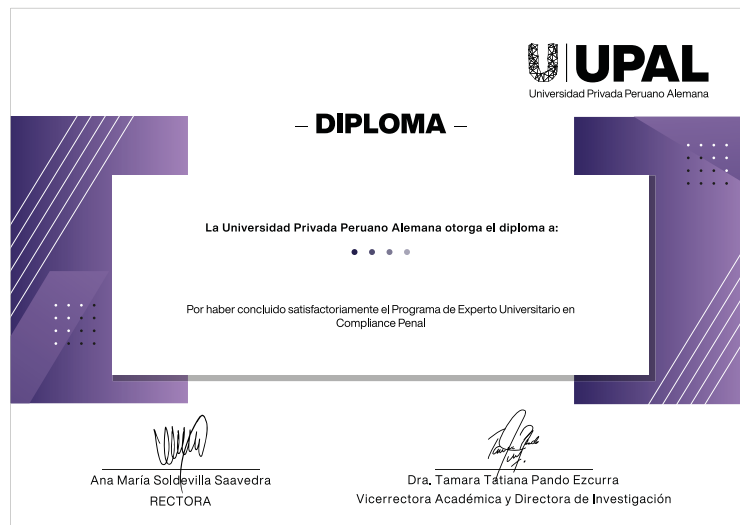 UPAL
Universidad Privada Peruano Alemana
– DIPLOMA –
La Universidad Privada Peruano Alemana otorga el diploma a:
Por haber concluido satisfactoriamente el Programa de Experto Universitario en
Compliance Penal
Ana María Soldevilla Saavedra
RECTORA
Dra. Tamara Tatiana Pando Ezcurra
Vicerrectora Académica y Directora de Investigación